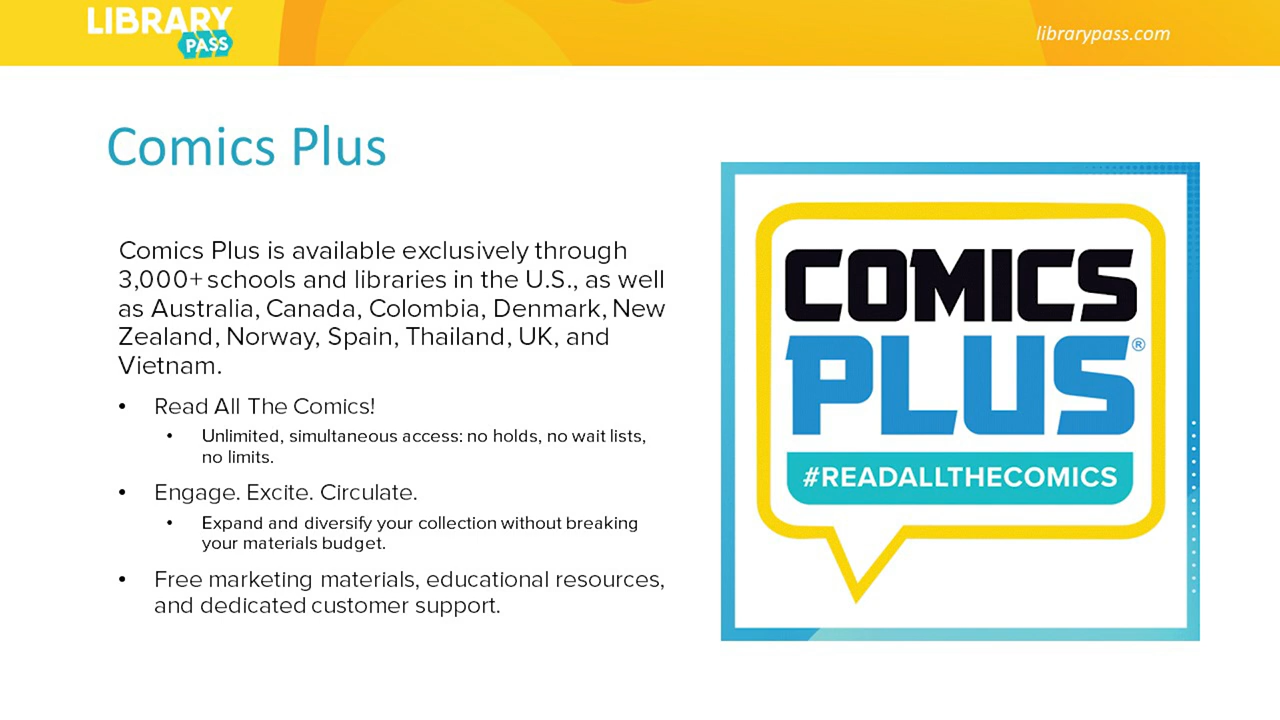 LIBRARY
PASS
librarypass.com
Comics Plus
Comics Plus is available exclusively through
3,000+ schools and libraries in the U.S., as well
as Australia, Canada, Colombia, Denmark, New
Zealand, Norway, Spain, Thailand, UK, and
Vietnam.
• Read All The Comics!
• Unlimited, simultaneous access: no holds, no wait lists,
no limits.
• Engage. Excite. Circulate.
• Expand and diversify your collection without breaking
your materials budget.
• Free marketing materials, educational resources,
and dedicated customer support.
COMICS
PLUS®
#READALLTHECOMICS